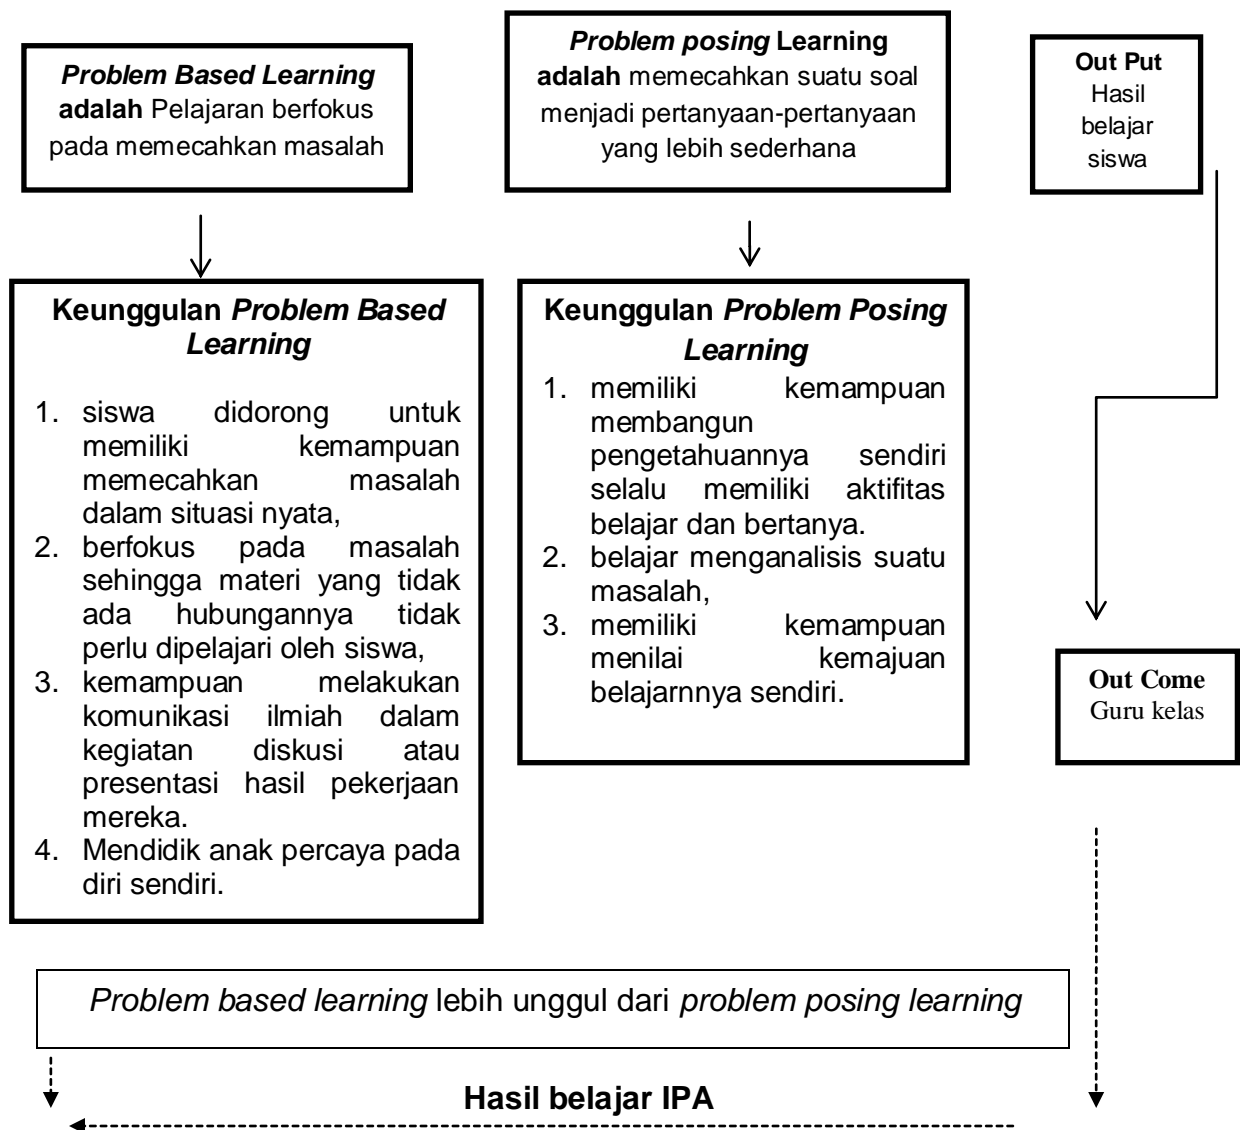 Problem Based Learning
adalah Pelajaran berfokus
pada memecahkan masalah
Problem posing Learning
adalah memecahkan suatu soal
menjadi pertanyaan-pertanyaan
yang lebih sederhana
Out Put
Hasil
belajar
siswa
Keunggulan Problem Based
Learning
1. siswa didorong untuk
memiliki kemampuan
memecahkan masalah
dalam situasi nyata,
2. berfokus pada masalah
sehingga materi yang tidak
ada hubungannya tidak
perlu dipelajari oleh siswa,
3. kemampuan melakukan
komunikasi ilmiah dalam
kegiatan diskusi atau
presentasi hasil pekerjaan
mereka.
4. Mendidik anak percaya pada
diri sendiri.
Keunggulan Problem Posing
Learning
1. memiliki kemampuan
membangun
pengetahuannya sendiri
selalu memiliki aktifitas
belajar dan bertanya.
2. belajar menganalisis suatu
masalah,
3. memiliki kemampuan
menilai kemajuan
belajarnnya sendiri.
Out Come
Guru kelas
Problem based learning lebih unggul dari problem posing learning
Hasil belajar IPA